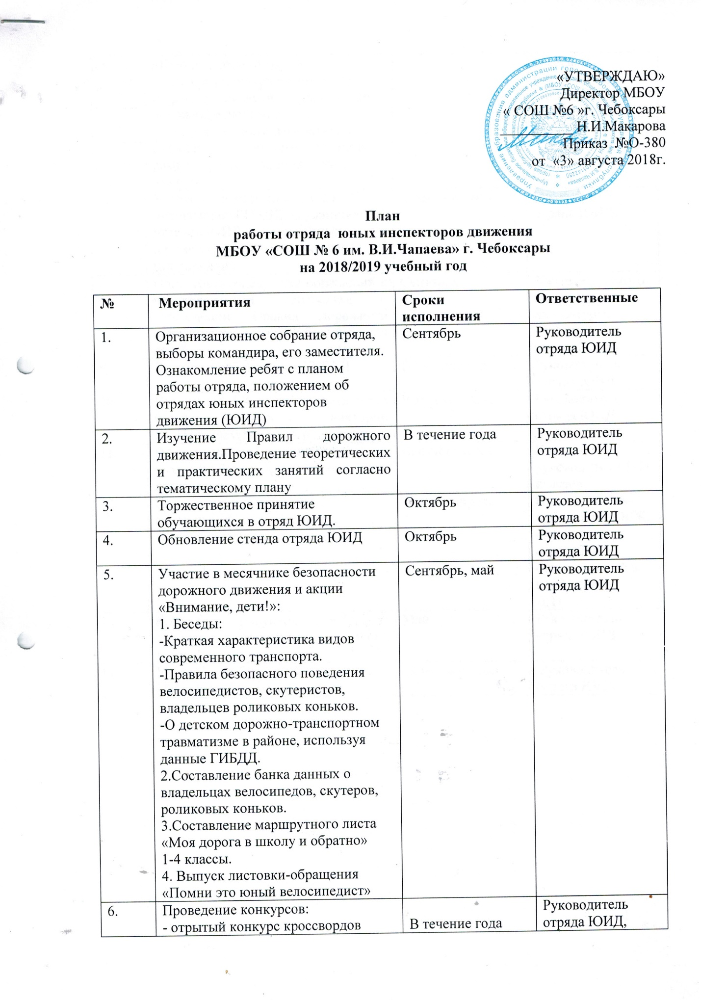 «УТВЕРЖДАЮ»
Директор МБОУ
« СОШ №6 »г. Чебоксары
__________ Н.И.Макарова
Приказ №О-380
от «3» августа 2018г.
План
работы отряда юных инспекторов движения
МБОУ «СОШ № 6 им. В.И.Чапаева» г. Чебоксары
на 2018/2019 учебный год
№ Мероприятия Сроки исполнения Ответственные
1.
Организационное собрание отряда,
выборы командира, его заместителя.
Ознакомление ребят с планом
работы отряда, положением об
отрядах юных инспекторов
движения (ЮИД)
Сентябрь
Руководитель
отряда ЮИД
2.
Изучение Правил дорожного
движения.Проведение теоретических
и практических занятий согласно
тематическому плану
В течение года
Руководитель
отряда ЮИД
3.
Торжественное принятие
обучающихся в отряд ЮИД.
Октябрь
Руководитель
отряда ЮИД
4.
Обновление стенда отряда ЮИД
Октябрь
Руководитель
отряда ЮИД
5.
Участие в месячнике безопасности
дорожного движения и акции
«Внимание, дети!»:
1. Беседы:
-Краткая характеристика видов
современного транспорта.
-Правила безопасного поведения
велосипедистов, скутеристов,
владельцев роликовых коньков.
-О детском дорожно-транспортном
травматизме в районе, используя
данные ГИБДД.
2.Составление банка данных о
владельцах велосипедов, скутеров,
роликовых коньков.
3.Составление маршрутного листа
«Моя дорога в школу и обратно»
1-4 классы.
4. Выпуск листовки-обращения
«Помни это юный велосипедист»
Сентябрь, май
Руководитель
отряда ЮИД
6.
Проведение конкурсов:
- отрытый конкурс кроссвордов
В течение года
Руководитель
отряда ЮИД,